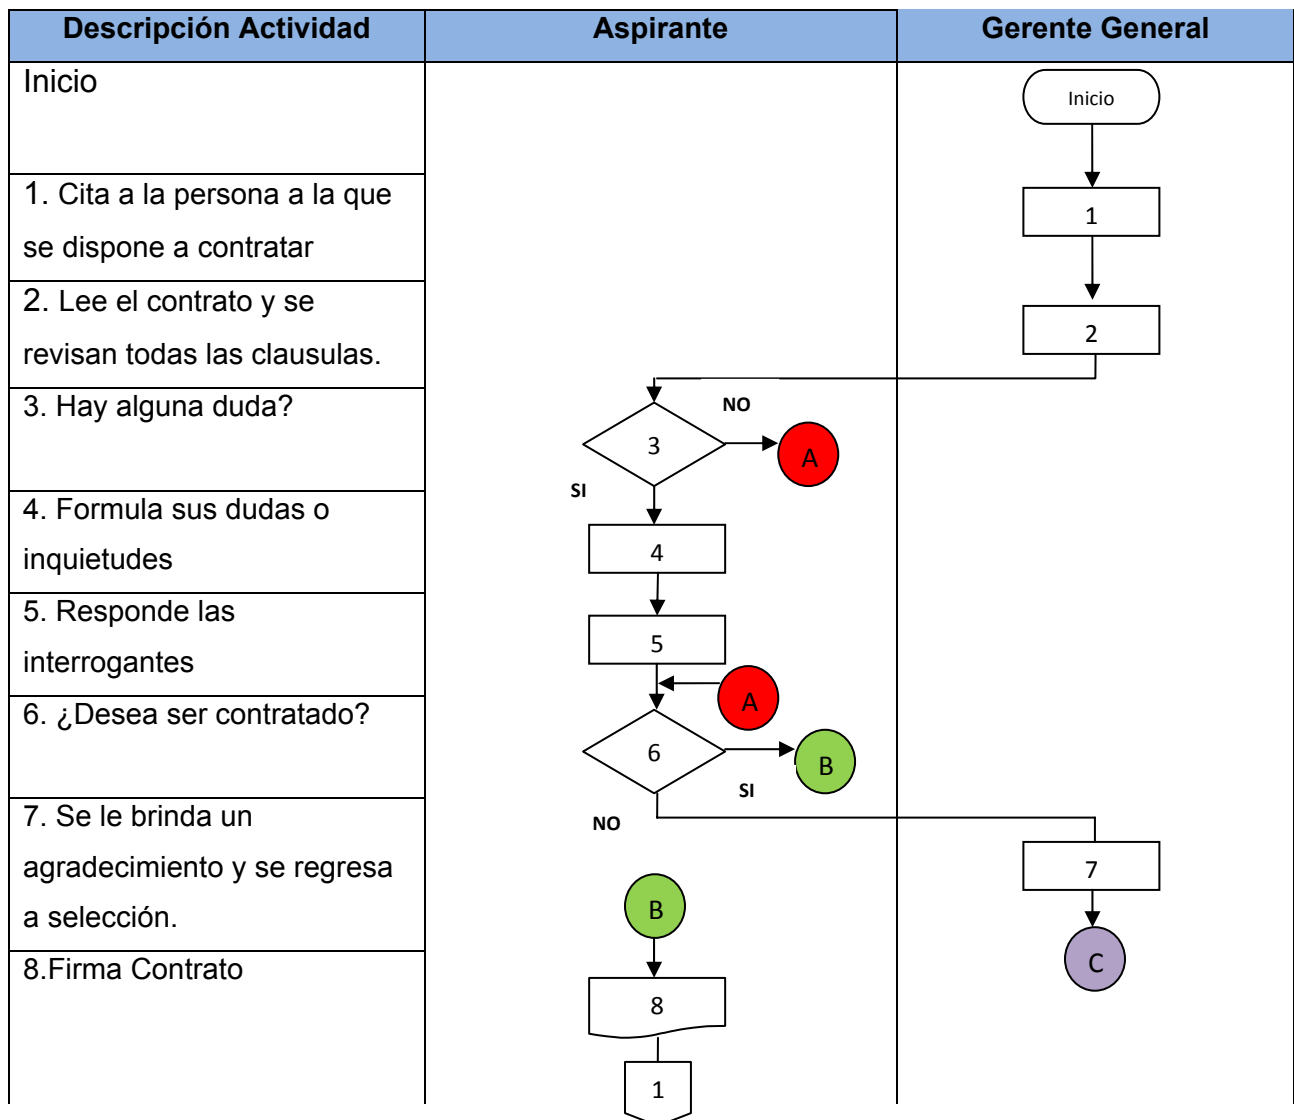 Descripción Actividad
Aspirante
Gerente General
Inicio
Inicio
1. Cita a la persona a la que
se dispone a contratar
1
2. Lee el contrato y se
revisan todas las clausulas.
2
3. Hay alguna duda?
NO
3
A
SI
4. Formula sus dudas o
inquietudes
4
5. Responde las
interrogantes
5
A
6. ¿Desea ser contratado?
6
B
SI
NO
7. Se le brinda un
agradecimiento y se regresa
a selección.
7
B
C
8.Firma Contrato
8
1